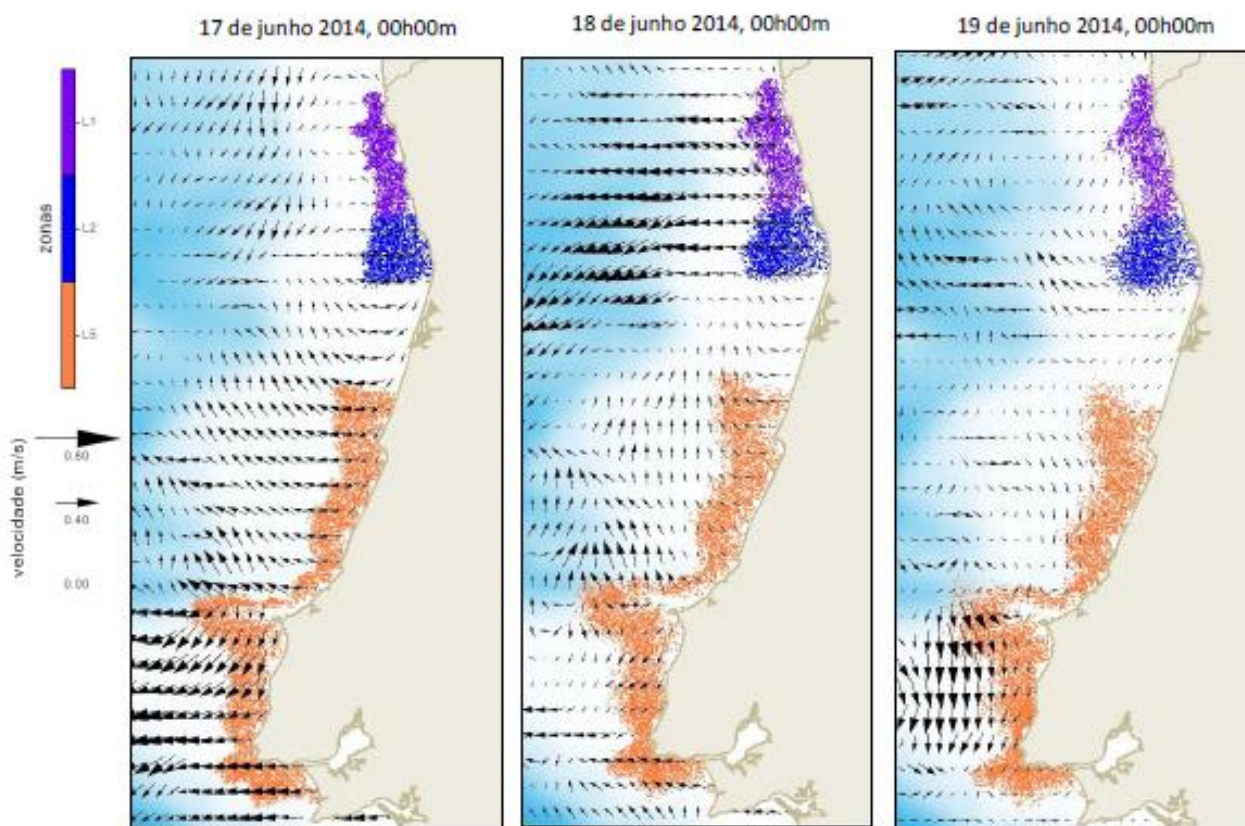 17 de junho 2014, 00h00m
18 de junho 2014, 00h00m
19 de junho 2014, 00h00m
zonas
L1
L2
velocidade (m/s)
0.80
0.40
0.00